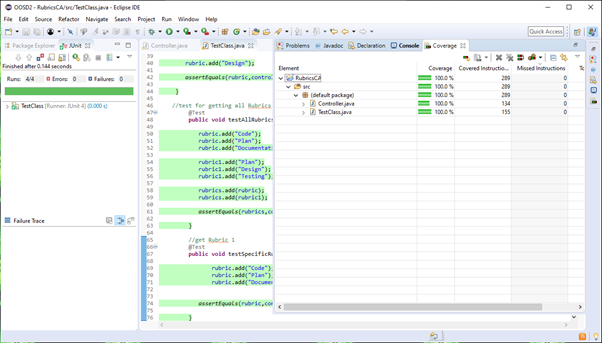 OOSD2 - RubricsCA/src/TestClass.java - Eclipse IDE
File Edit Source Refactor Navigate Search Project Run Window Help
Quick Access
Package Explorer JUnit
Finished after 0.144 seconds
Runs: 4/4 Errors: 0 Failures: 0
TestClass [Runner: JUnit 4] (0.000 s)
Failure Trace
Controller.java TestClass.java
39
40 rubric.add("Design");
41
42 assertEquals(rubric,control
43
44 }
45
46 //test for getting all Rubrics
47 @Test
48 public void testAllRubrics
49
50 rubric.add("Code");
51 rubric.add("Plan");
52 rubric.add("Documentat
53
54 rubric1.add("Plan");
55 rubric1.add("Design");
56 rubric1.add("Testing");
57
58 rubrics.add(rubric);
59 rubrics.add(rubric1);
60
61 assertEquals(rubrics,co
62
63 }
64
65 //get Rubric 1
66 @Test
67 public void testSpecificRu
68
69 rubric.add("Code")
70 rubric.add("Plan")
71 rubric.add("Docume
72
73
74 assertEquals(rubric,con
75
76 }
Problems Javadoc Declaration Console Coverage
Element Coverage Covered Instructio... Missed Instructions To
RubricsCA 100.0 % 289 0
src 100.0 % 289 0
(default package) 100.0 % 289 0
Controller.java 100.0 % 134 0
TestClass.java 100.0 % 155 0